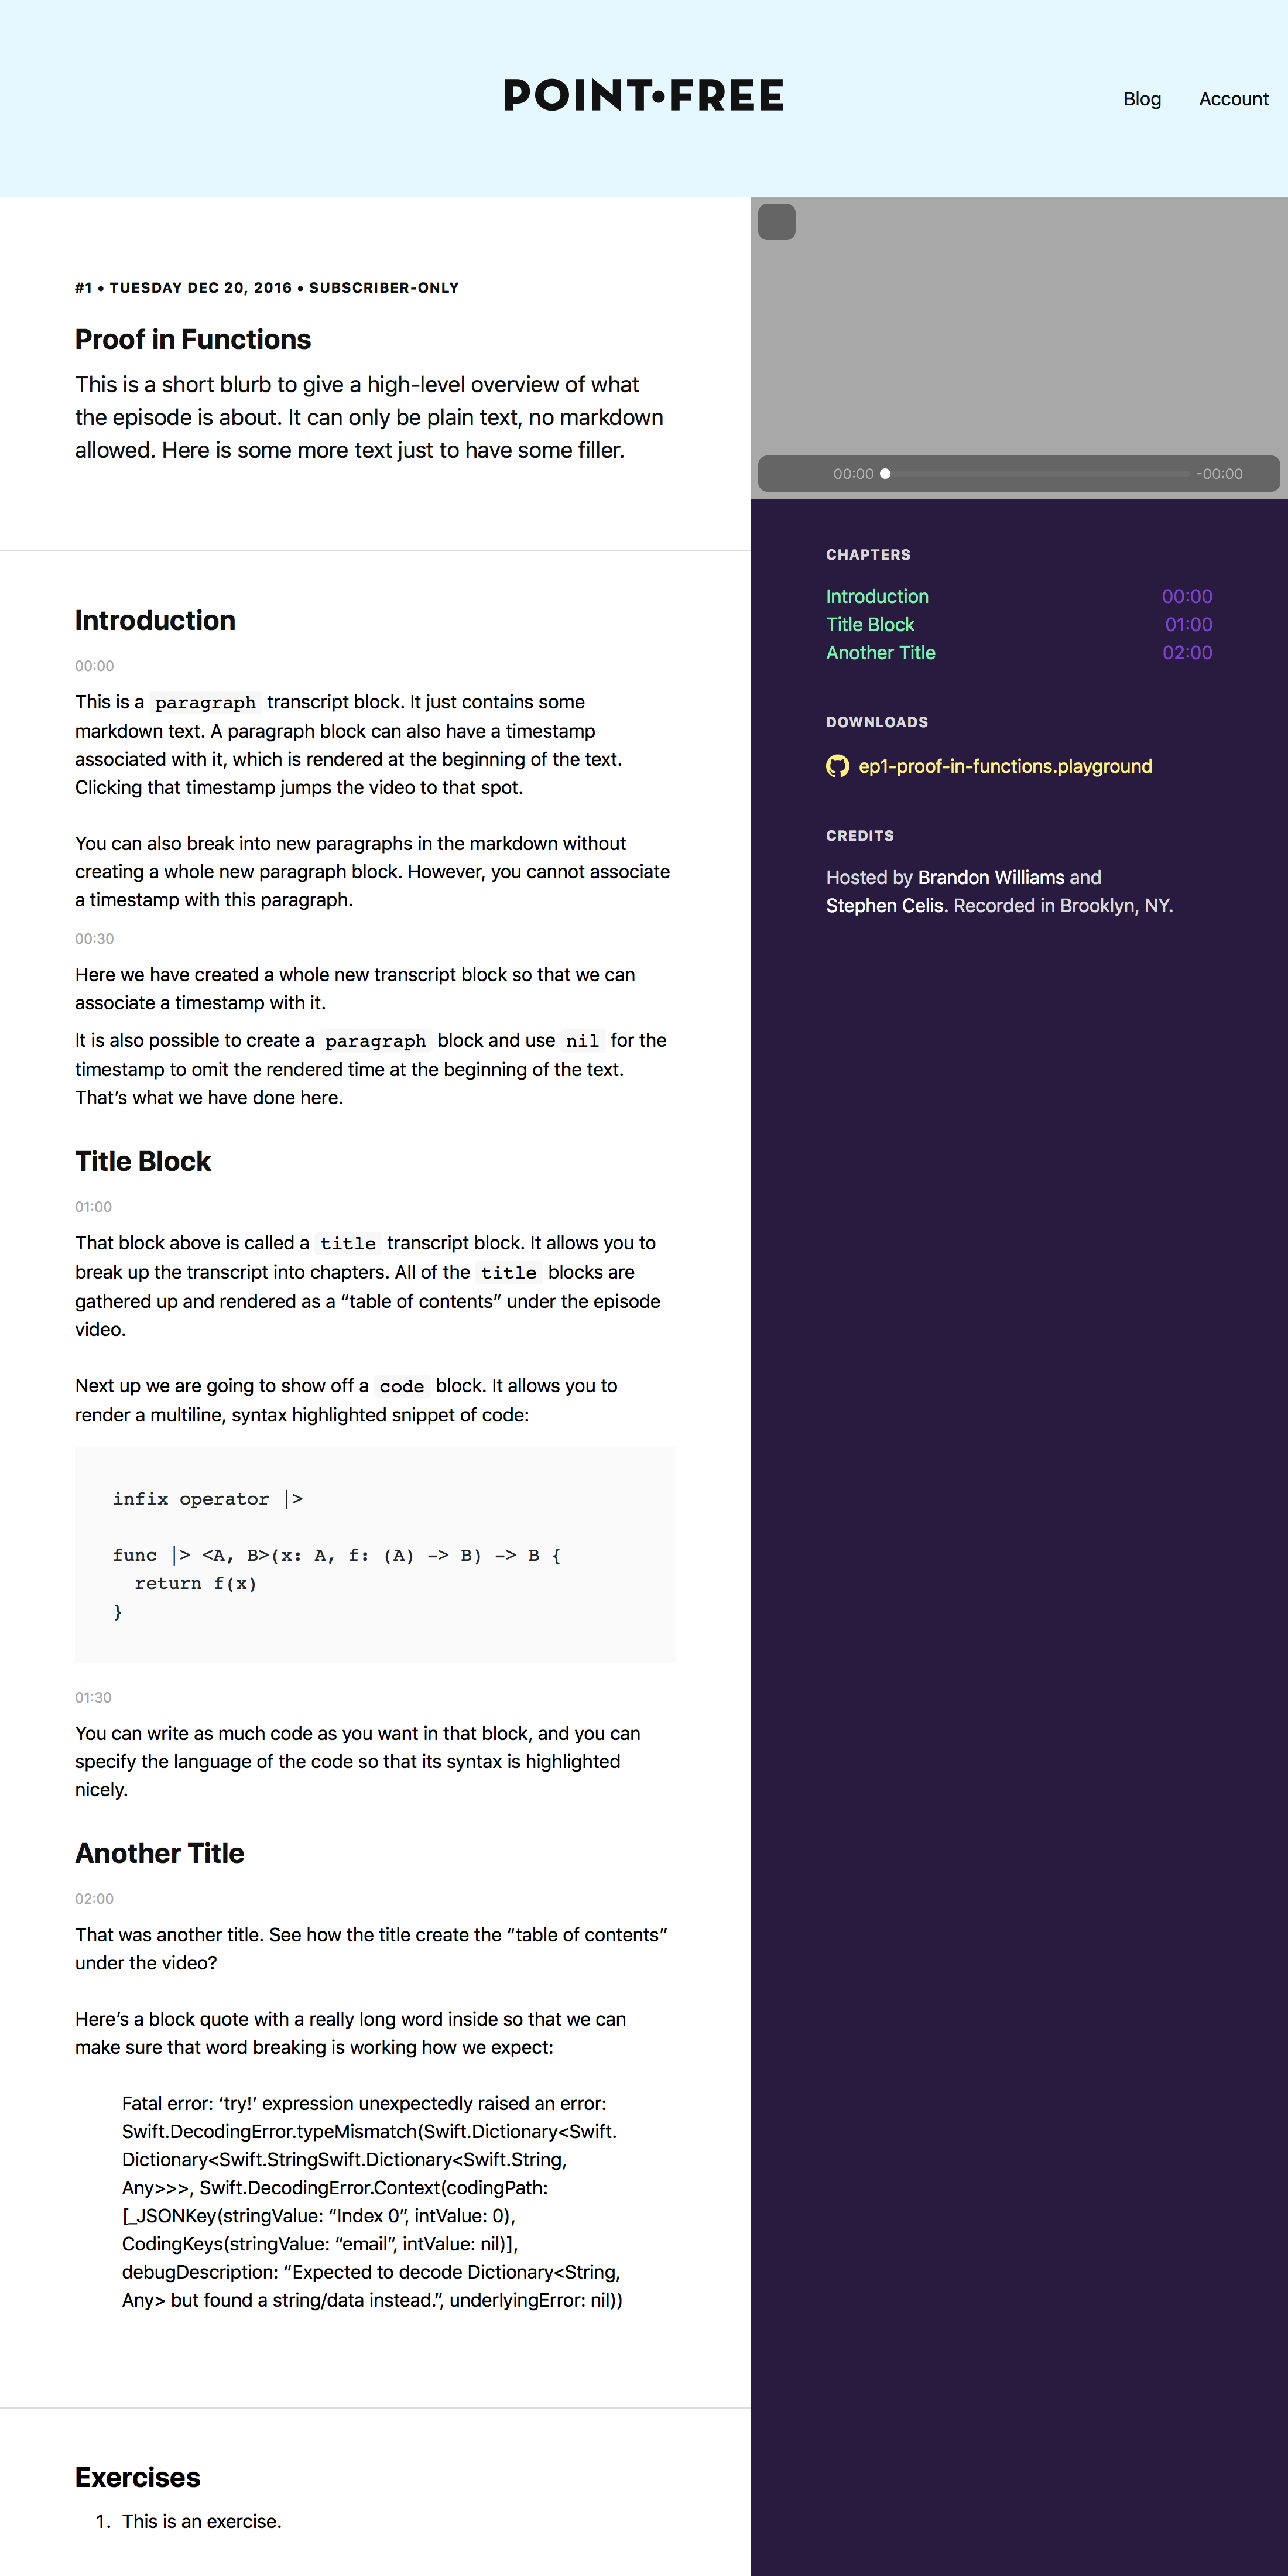 POINT•FREE
Blog
Account
#1 • TUESDAY DEC 20, 2016 • SUBSCRIBER-ONLY
Proof in Functions
This is a short blurb to give a high-level overview of what
the episode is about. It can only be plain text, no markdown
allowed. Here is some more text just to have some filler.
Introduction
00:00
This is a paragraph transcript block. It just contains some
markdown text. A paragraph block can also have a timestamp
associated with it, which is rendered at the beginning of the text.
Clicking that timestamp jumps the video to that spot.
You can also break into new paragraphs in the markdown without
creating a whole new paragraph block. However, you cannot associate
a timestamp with this paragraph.
00:30
Here we have created a whole new transcript block so that we can
associate a timestamp with it.
It is also possible to create a paragraph block and use nil for the
timestamp to omit the rendered time at the beginning of the text.
That’s what we have done here.
Title Block
01:00
That block above is called a title transcript block. It allows you to
break up the transcript into chapters. All of the title blocks are
gathered up and rendered as a “table of contents” under the episode
video.
Next up we are going to show off a code block. It allows you to
render a multiline, syntax highlighted snippet of code:
infix operator |>
func |> <A, B>(x: A, f: (A) -> B) -> B {
  return f(x)
}
01:30
You can write as much code as you want in that block, and you can
specify the language of the code so that its syntax is highlighted
nicely.
Another Title
02:00
That was another title. See how the title create the “table of contents”
under the video?
Here’s a block quote with a really long word inside so that we can
make sure that word breaking is working how we expect:
Fatal error: ‘try!’ expression unexpectedly raised an error:
Swift.DecodingError.typeMismatch(Swift.Dictionary<Swift.
Dictionary<Swift.StringSwift.Dictionary<Swift.String,
Any>>>, Swift.DecodingError.Context(codingPath:
[_JSONKey(stringValue: “Index 0”, intValue: 0),
CodingKeys(stringValue: “email”, intValue: nil)],
debugDescription: “Expected to decode Dictionary<String,
Any> but found a string/data instead.”, underlyingError: nil))
Exercises
1. This is an exercise.
00:00
-00:00
CHAPTERS
Introduction 00:00
Title Block 01:00
Another Title 02:00
DOWNLOADS
ep1-proof-in-functions.playground
CREDITS
Hosted by Brandon Williams and
Stephen Celis. Recorded in Brooklyn, NY.